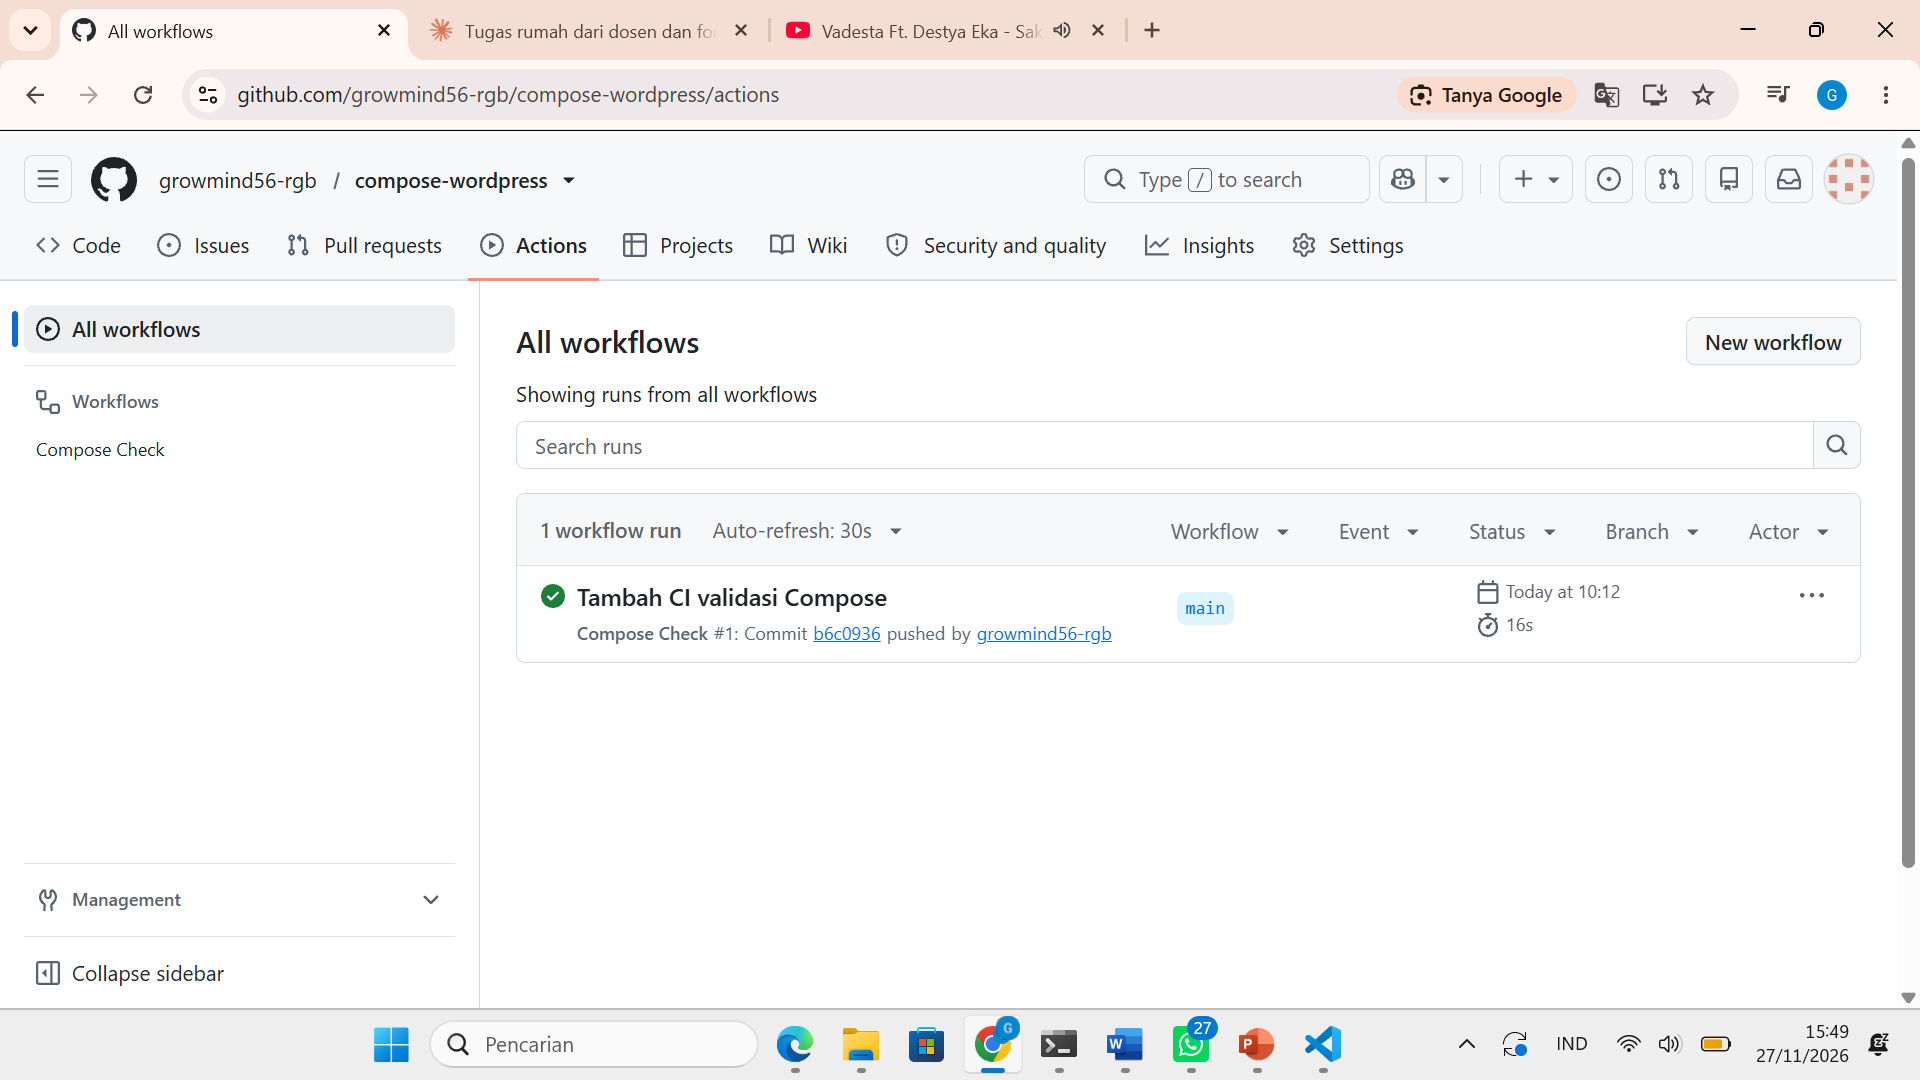 All workflows
Tugas rumah dari dosen dan fo
Vadesta Ft. Destya Eka - Sak
github.com/growmind56-rgb/compose-wordpress/actions
Tanya Google
G
growmind56-rgb / compose-wordpress
Type / to search
Code
Issues
Pull requests
Actions
Projects
Wiki
Security and quality
Insights
Settings
All workflows
Workflows
Compose Check
Management
Collapse sidebar
All workflows
New workflow
Showing runs from all workflows
Search runs
1 workflow run
Auto-refresh: 30s
Workflow
Event
Status
Branch
Actor
Tambah CI validasi Compose
Compose Check #1: Commit b6c0936 pushed by growmind56-rgb
main
Today at 10:12
16s
Pencarian
G
W
27
P
IND
15:49
27/11/2026